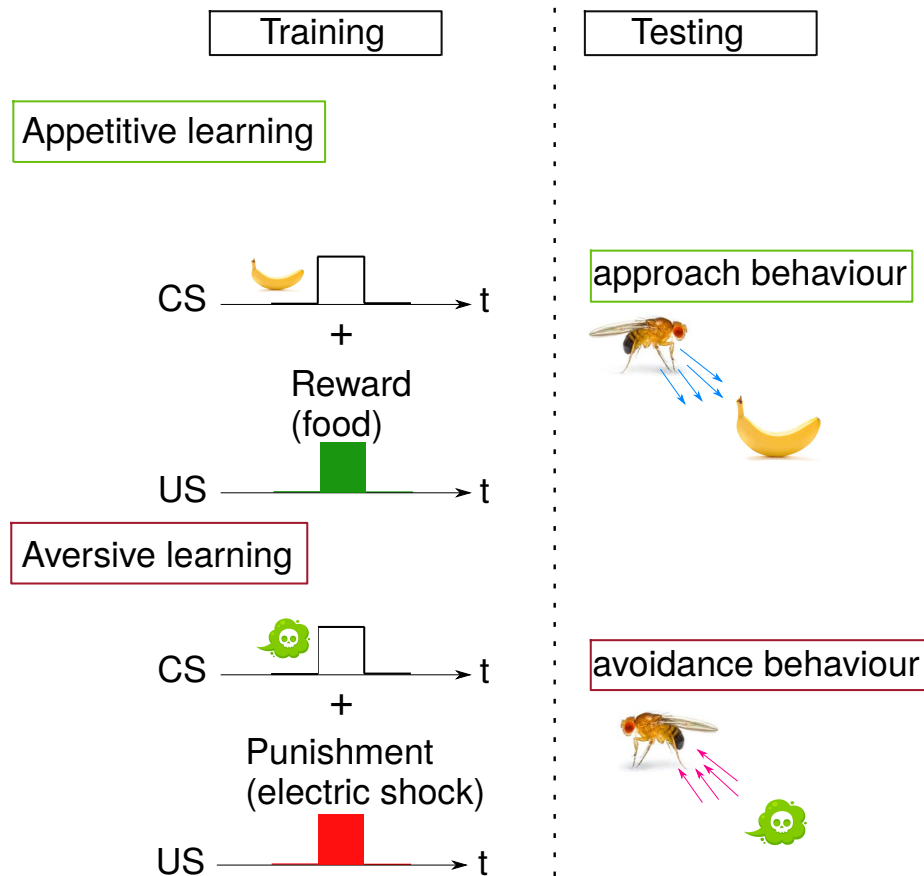 Training
Testing
Appetitive learning
CS
t
+
Reward
(food)
US
t
approach behaviour
Aversive learning
CS
t
+
Punishment
(electric shock)
US
t
avoidance behaviour